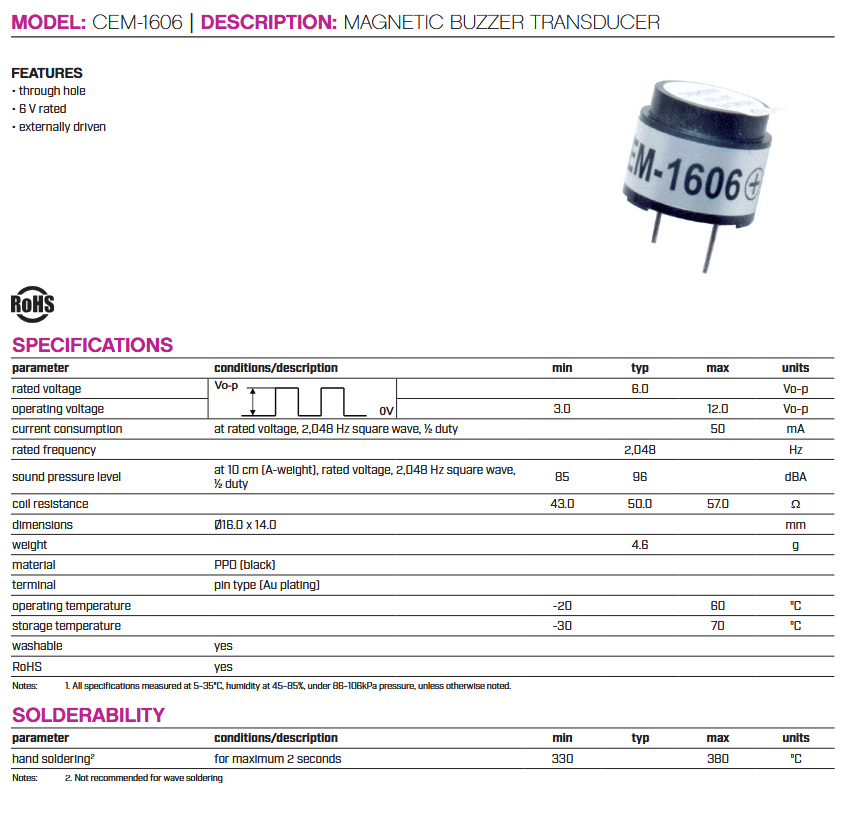 MODEL: CEM-1606 | DESCRIPTION: MAGNETIC BUZZER TRANSDUCER
FEATURES
• through hole
• 6 V rated
• externally driven
EM-1606 +
RoHS
SPECIFICATIONS
parameter conditions/description min typ max units
rated voltage Vo-p 6.0 Vo-p
operating voltage 0V 3.0 12.0 Vo-p
current consumption at rated voltage, 2,048 Hz square wave, ½ duty 50 mA
rated frequency 2,048 Hz
sound pressure level at 10 cm (A-weight), rated voltage, 2,048 Hz square wave, ½ duty 85 96 dBA
coil resistance 43.0 50.0 57.0 Ω
dimensions Ø16.0 x 14.0 mm
weight 4.6 g
material PPO (black)
terminal pin type (Au plating)
operating temperature -20 60 °C
storage temperature -30 70 °C
washable yes
RoHS yes
Notes: 1. All specifications measured at 5~35°C, humidity at 45~85%, under 86~106kPa pressure, unless otherwise noted.
SOLDERABILITY
parameter conditions/description min typ max units
hand soldering² for maximum 2 seconds 330 380 °C
Notes: 2. Not recommended for wave soldering